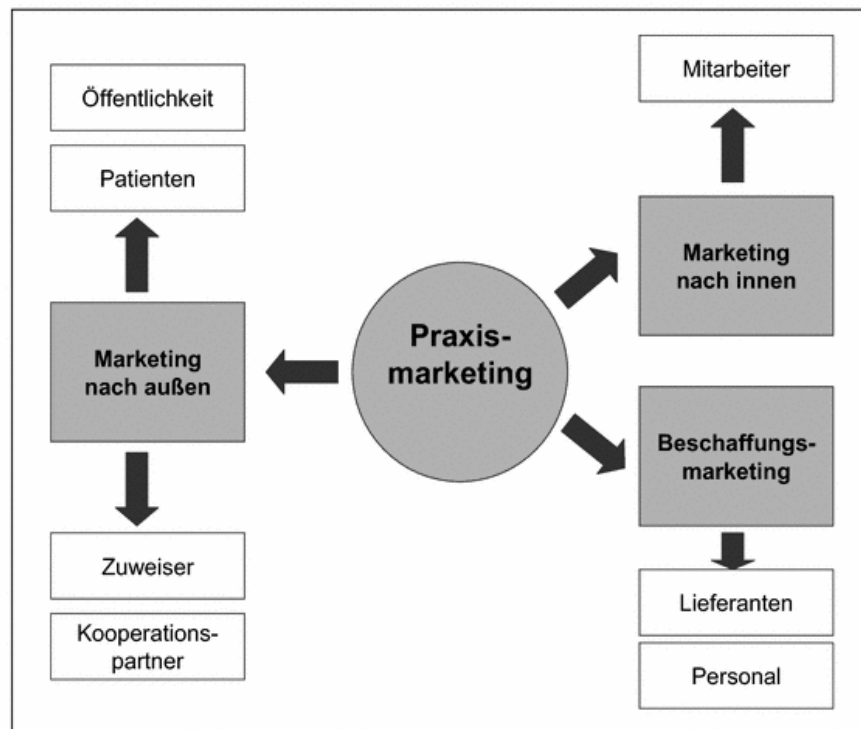 Öffentlichkeit
Patienten
Marketing
nach außen
Zuweiser
Kooperations-
partner
Praxis-
marketing
Mitarbeiter
Marketing
nach innen
Beschaffungs-
marketing
Lieferanten
Personal